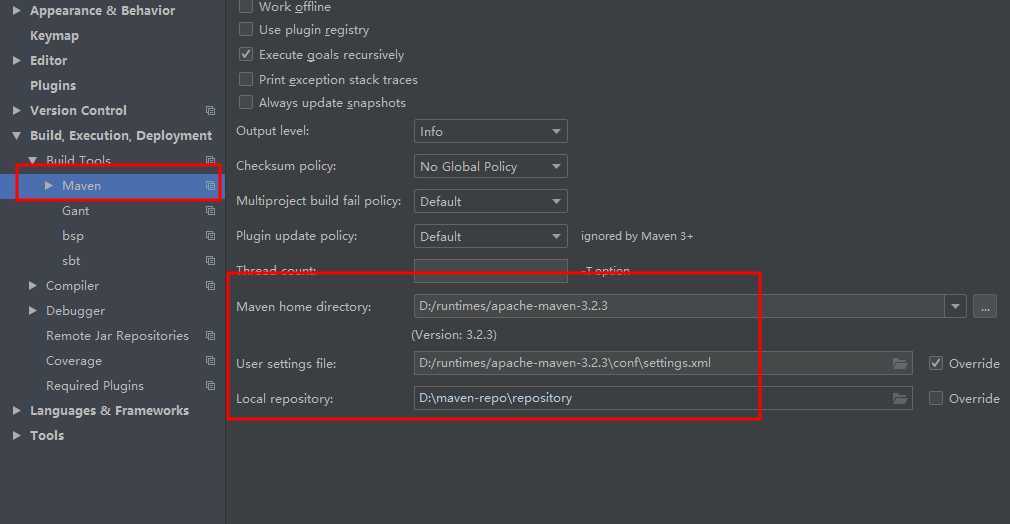 Appearance & Behavior
Keymap
Editor
Plugins
Version Control
Build, Execution, Deployment
Build Tools
Maven
Gant
bsp
sbt
Compiler
Debugger
Remote Jar Repositories
Coverage
Required Plugins
Languages & Frameworks
Tools
Work offline
Use plugin registry
Execute goals recursively
Print exception stack traces
Always update snapshots
Output level: Info
Checksum policy: No Global Policy
Multiproject build fail policy: Default
Plugin update policy: Default ignored by Maven 3+
Thread count: -T option
Maven home directory: D:/runtimes/apache-maven-3.2.3 ...
(Version: 3.2.3)
User settings file: D:/runtimes/apache-maven-3.2.3\conf\settings.xml Override
Local repository: D:\maven-repo\repository Override